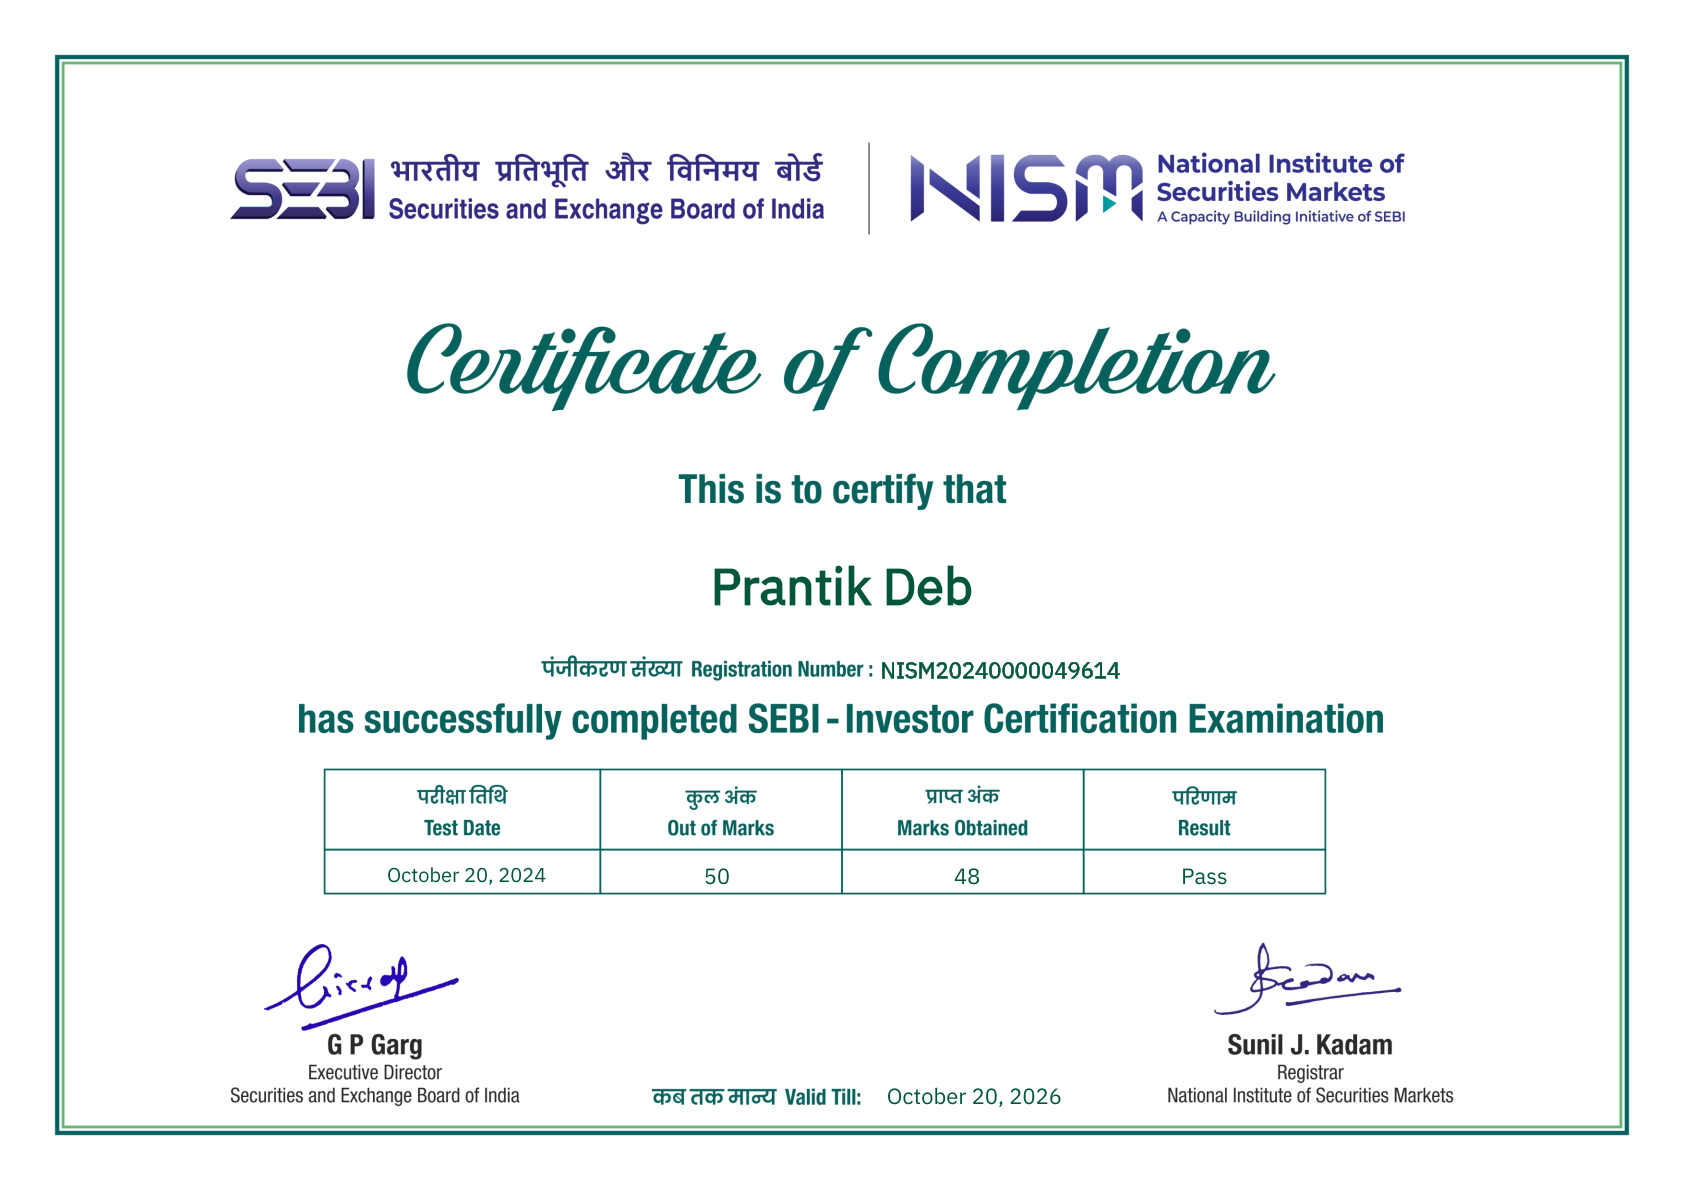 SEBI भारतीय प्रतिभूति और विनिमय बोर्ड
Securities and Exchange Board of India
NISM National Institute of
Securities Markets
A Capacity Building Initiative of SEBI
Certificate of Completion
This is to certify that
Prantik Deb
पंजीकरण संख्या Registration Number : NISM20240000049614
has successfully completed SEBI - Investor Certification Examination
परीक्षा तिथि कुल अंक प्राप्त अंक परिणाम
Test Date Out of Marks Marks Obtained Result
October 20, 2024 50 48 Pass
G P Garg
Executive Director
Securities and Exchange Board of India
कब तक मान्य Valid Till: October 20, 2026
Sunil J. Kadam
Registrar
National Institute of Securities Markets